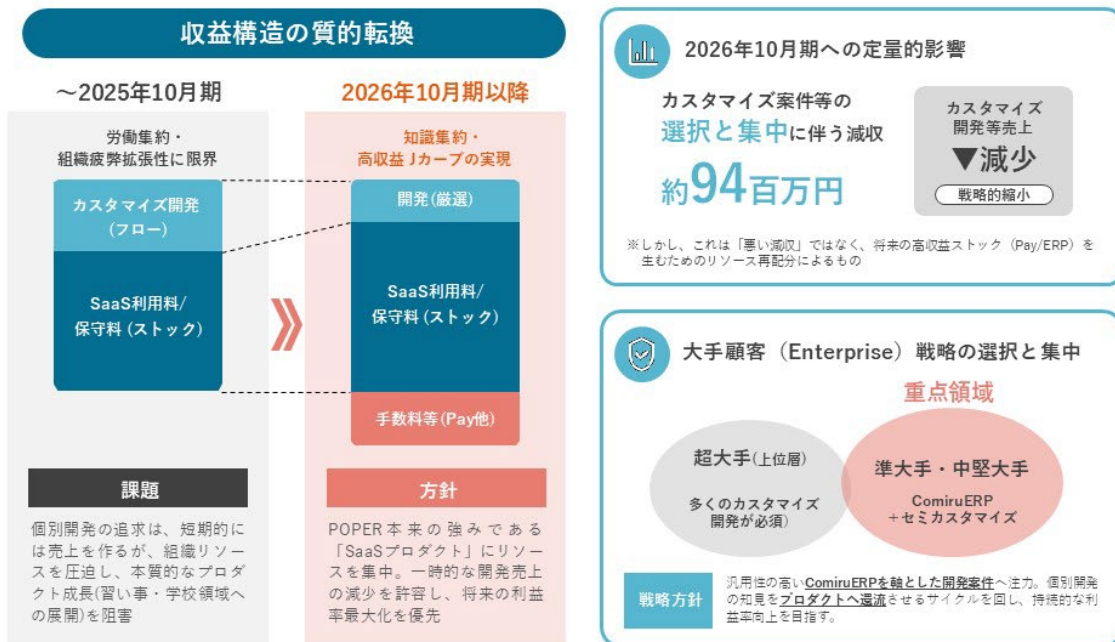 収益構造の質的転換
～2025年10月期
労働集約・
組織疲弊拡張性に限界
カスタマイズ開発
(フロー)
SaaS利用料/
保守料 (ストック)
課題
個別開発の追求は、短期的に
は売上を作るが、組織リソー
スを圧迫し、本質的なプロダ
クト成長(習い事・学校領域へ
の展開)を阻害
2026年10月期以降
知識集約・
高収益 Jカーブの実現
開発(厳選)
SaaS利用料/
保守料 (ストック)
手数料等(Pay他)
方針
POPER本来の強みである
「SaaSプロダクト」にリソー
スを集中。一時的な開発売上
の減少を許容し、将来の利益
率最大化を優先
2026年10月期への定量的影響
カスタマイズ案件等の
選択と集中に伴う減収
約94百万円
カスタマイズ
開発等売上
▼減少
戦略的縮小
※しかし、これは「悪い減収」ではなく、将来の高収益ストック（Pay/ERP）を
生むためのリソース再配分によるもの
大手顧客（Enterprise）戦略の選択と集中
重点領域
超大手(上位層)
多くのカスタマイズ
開発が必須)
準大手・中堅大手
ComiruERP
＋セミカスタマイズ
戦略方針
汎用性の高いComiruERPを軸とした開発案件へ注力。個別開発
の知見をプロダクトへ還流させるサイクルを回し、持続的な利
益率向上を目指す。